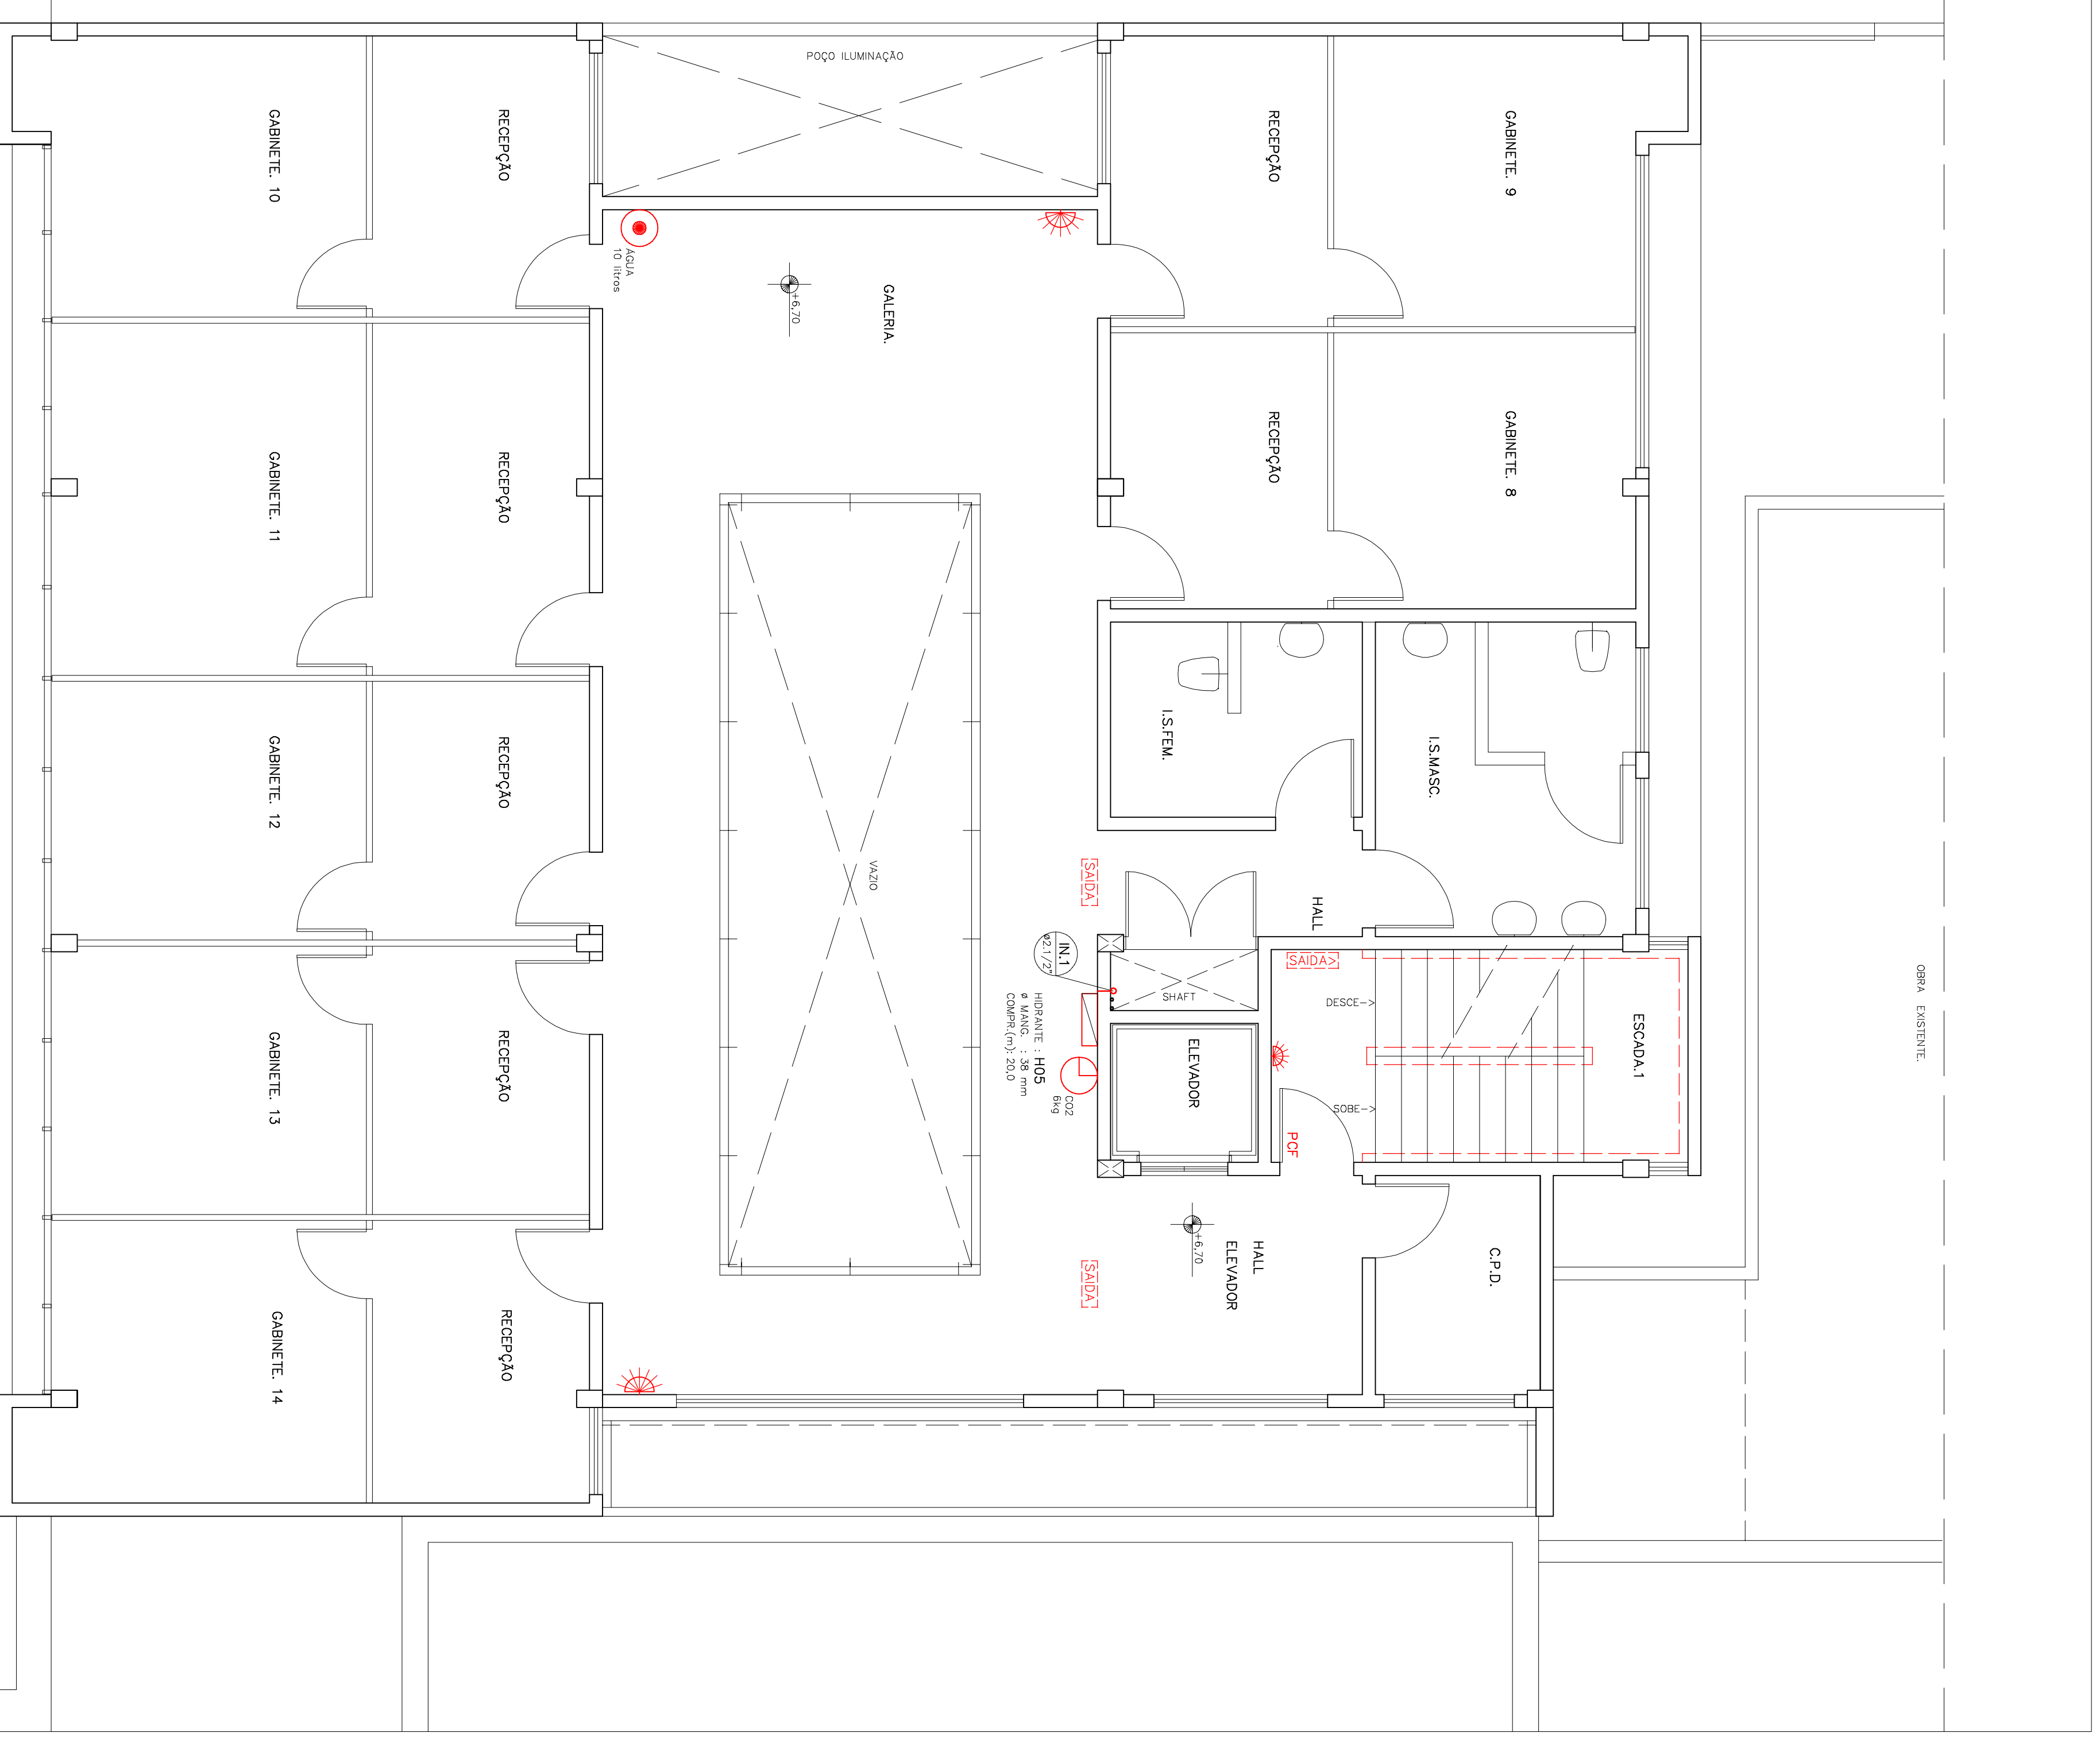 POÇO ILUMINAÇÃO
GABINETE. 10
RECEPÇÃO
RECEPÇÃO
GABINETE. 9
ÁGUA
10 litros
+6,70
GALERIA.
GABINETE. 11
RECEPÇÃO
RECEPÇÃO
GABINETE. 8
GABINETE. 12
RECEPÇÃO
I.S.FEM.
I.S.MASC.
VAZIO
SAIDA
HALL
IN.1
ø2.1/2"
SHAFT
SAIDA>
DESCE->
ESCADA.1
OBRA EXISTENTE.
HIDRANTE : H05
ø MANG. : 38 mm
COMPR.(m): 20,0
CO2
6kg
ELEVADOR
SOBE->
PCF
GABINETE. 13
RECEPÇÃO
+6,70
HALL
ELEVADOR
SAIDA
C.P.D.
GABINETE. 14
RECEPÇÃO